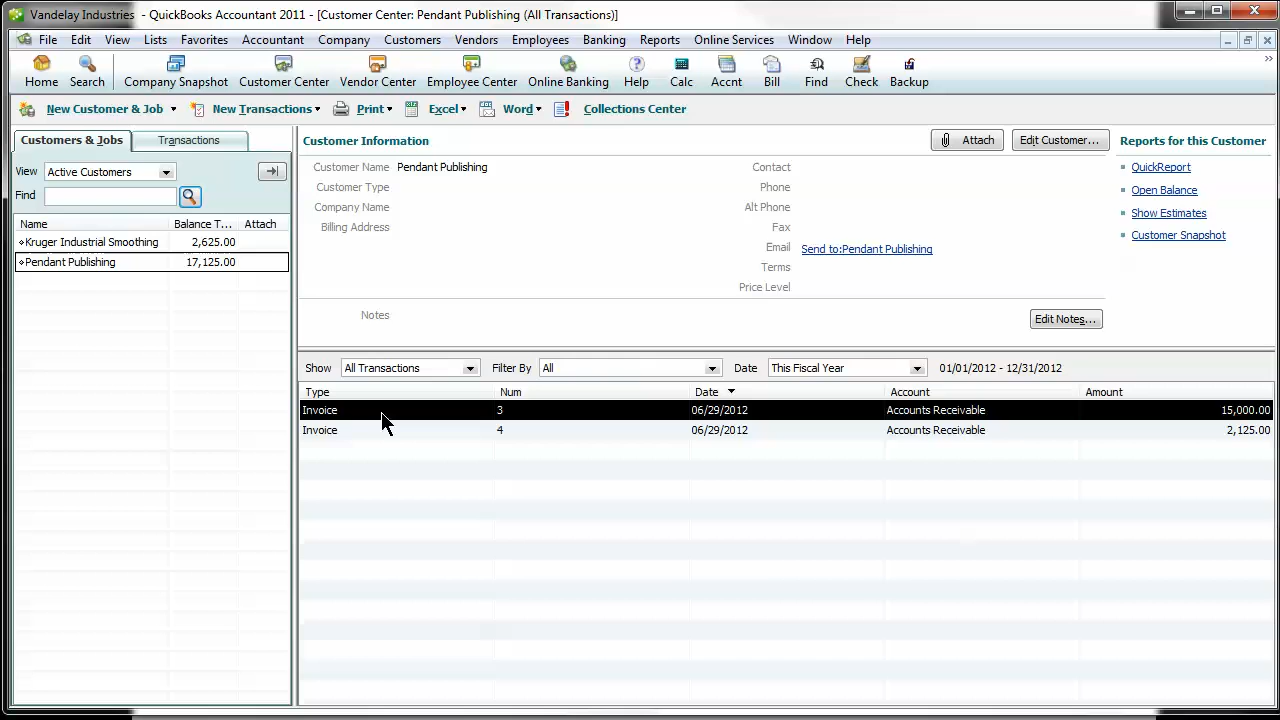 Vandelay Industries - QuickBooks Accountant 2011 - [Customer Center: Pendant Publishing (All Transactions)]
File Edit View Lists Favorites Accountant Company Customers Vendors Employees Banking Reports Online Services Window Help
Home Search Company Snapshot Customer Center Vendor Center Employee Center Online Banking Help Calc Accnt Bill Find Check Backup
New Customer & Job New Transactions Print Excel Word Collections Center
Customers & Jobs Transactions
View Active Customers
Find
Name Balance T... Attach
Kruger Industrial Smoothing 2,625.00
Pendant Publishing 17,125.00
Customer Information Attach Edit Customer...
Customer Name Pendant Publishing Contact
Customer Type Phone
Company Name Alt Phone
Billing Address Fax
Email Send to:Pendant Publishing
Terms
Price Level
Notes Edit Notes...
Reports for this Customer
QuickReport
Open Balance
Show Estimates
Customer Snapshot
Show All Transactions Filter By All Date This Fiscal Year 01/01/2012 - 12/31/2012
Type Num Date Account Amount
Invoice 3 06/29/2012 Accounts Receivable 15,000.00
Invoice 4 06/29/2012 Accounts Receivable 2,125.00